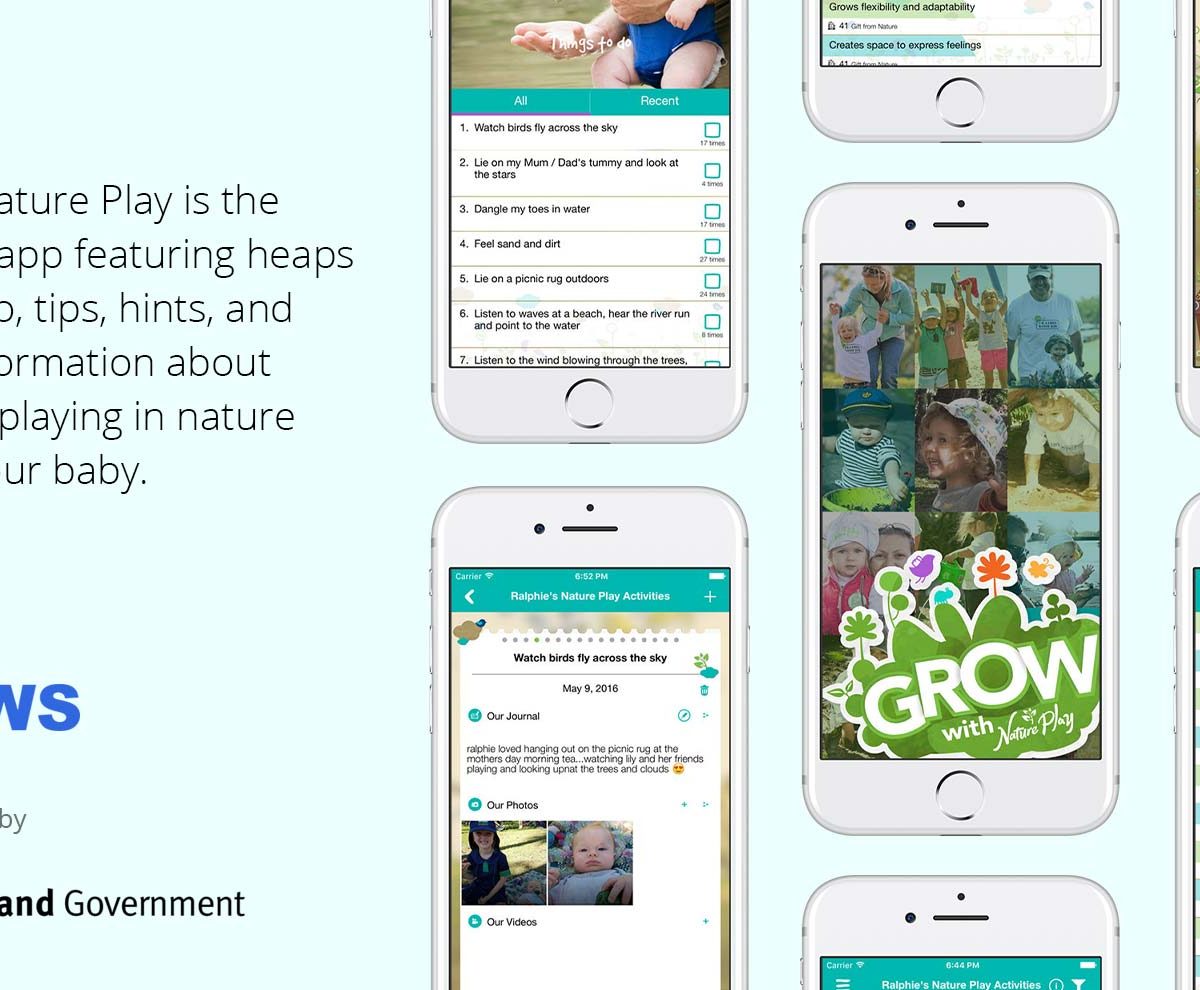 ature Play is the
app featuring heaps
, tips, hints, and
ormation about
playing in nature
ur baby.
ws
by
and Government
Things to do
All Recent
1. Watch birds fly across the sky
17 times
2. Lie on my Mum / Dad's tummy and look at
the stars
4 times
3. Dangle my toes in water
17 times
4. Feel sand and dirt
27 times
5. Lie on a picnic rug outdoors
24 times
6. Listen to waves at a beach, hear the river run
and point to the water
8 times
7. Listen to the wind blowing through the trees,
Carrier 6:52 PM
Ralphie's Nature Play Activities
Watch birds fly across the sky
May 9, 2016
Our Journal
ralphie loved hanging out on the picnic rug at the
mothers day morning tea...watching lily and her friends
playing and looking upnat the trees and clouds 😍
Our Photos
Our Videos
Grows flexibility and adaptability
41 Gift from Nature
Creates space to express feelings
41 Gift from Nature
GROW
with Nature Play
Carrier 6:44 PM
Ralphie's Nature Play Activities